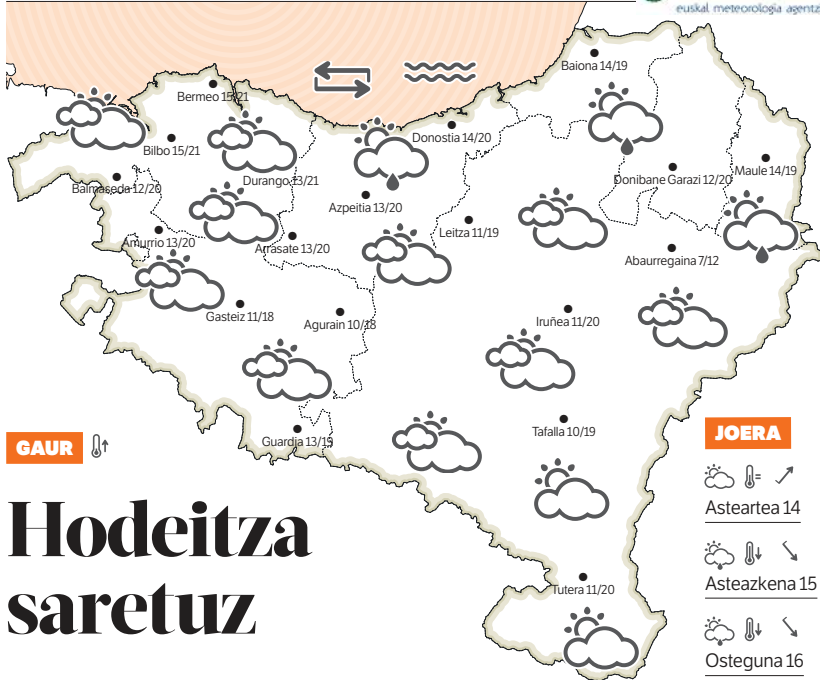 euskal meteorologia agentzi
Baiona 14/19
Bermeo 15/21
Donostia 14/20
Bilbo 15/21
Durango 13/21
Maule 14/19
Donibane Garazi 12/20
Balmaseda 12/20
Azpeitia 13/20
Leitza 11/19
Amurrio 13/20
Arrasate 13/20
Abaurregaina 7/12
Gasteiz 11/18
Agurain 10/18
Iruñea 11/20
Guardia 13/19
Tafalla 10/19
Tutera 11/20
GAUR
Hodeitza
saretuz
JOERA
Asteartea 14
Asteazkena 15
Osteguna 16